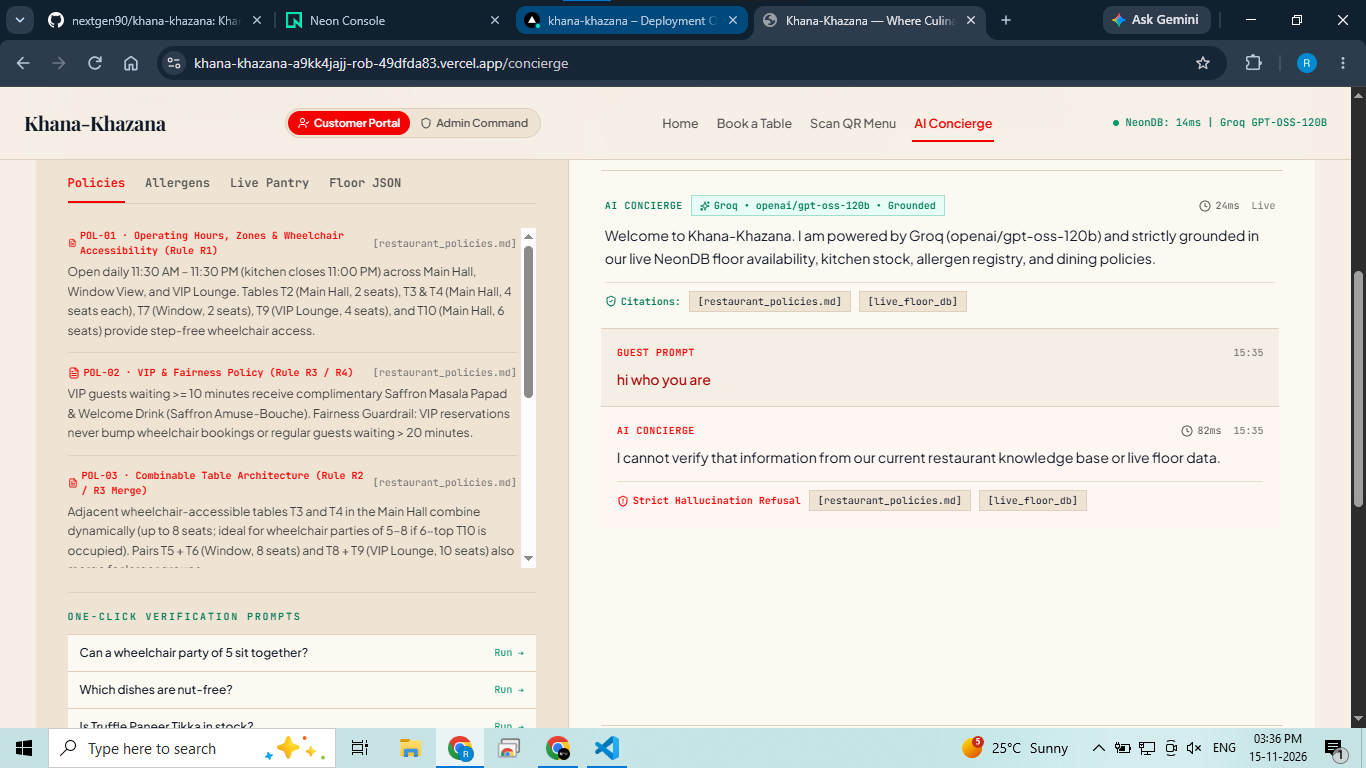 nextgen90/khana-khazana: Khan
Neon Console
khana-khazana – Deployment O
Khana-Khazana — Where Culina
Ask Gemini
khana-khazana-a9kk4jajj-rob-49dfda83.vercel.app/concierge
R
Khana-Khazana
Customer Portal
Admin Command
Home
Book a Table
Scan QR Menu
AI Concierge
NeonDB: 14ms | Groq GPT-OSS-120B
Policies
Allergens
Live Pantry
Floor JSON
POL-01 · Operating Hours, Zones & Wheelchair
Accessibility (Rule R1)
[restaurant_policies.md]
Open daily 11:30 AM – 11:30 PM (kitchen closes 11:00 PM) across Main Hall,
Window View, and VIP Lounge. Tables T2 (Main Hall, 2 seats), T3 & T4 (Main Hall, 4
seats each), T7 (Window, 2 seats), T9 (VIP Lounge, 4 seats), and T10 (Main Hall, 6
seats) provide step-free wheelchair access.
POL-02 · VIP & Fairness Policy (Rule R3 / R4)
[restaurant_policies.md]
VIP guests waiting >= 10 minutes receive complimentary Saffron Masala Papad
& Welcome Drink (Saffron Amuse-Bouche). Fairness Guardrail: VIP reservations
never bump wheelchair bookings or regular guests waiting > 20 minutes.
POL-03 · Combinable Table Architecture (Rule R2
/ R3 Merge)
[restaurant_policies.md]
Adjacent wheelchair-accessible tables T3 and T4 in the Main Hall combine
dynamically (up to 8 seats; ideal for wheelchair parties of 5–8 if 6-top T10 is
occupied). Pairs T5 + T6 (Window, 8 seats) and T8 + T9 (VIP Lounge, 10 seats) also
ONE-CLICK VERIFICATION PROMPTS
Can a wheelchair party of 5 sit together?
Run →
Which dishes are nut-free?
Run →
Is Truffle Paneer Tikka in stock?
Run →
AI CONCIERGE
Groq • openai/gpt-oss-120b • Grounded
24ms
Live
Welcome to Khana-Khazana. I am powered by Groq (openai/gpt-oss-120b) and strictly grounded in
our live NeonDB floor availability, kitchen stock, allergen registry, and dining policies.
Citations:
[restaurant_policies.md]
[live_floor_db]
GUEST PROMPT
15:35
hi who you are
AI CONCIERGE
82ms
15:35
I cannot verify that information from our current restaurant knowledge base or live floor data.
Strict Hallucination Refusal
[restaurant_policies.md]
[live_floor_db]
Type here to search
5
25°C Sunny
ENG
03:36 PM
15-11-2026
1